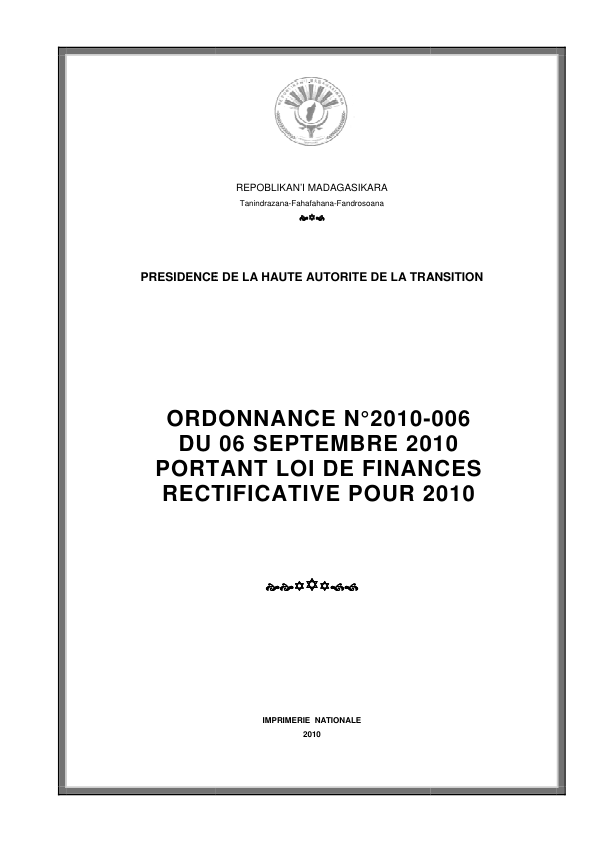 REPOBLIKAN'I MADAGASIKARA
Tanindrazana-Fahafahana-Fandrosoana
PRESIDENCE DE LA HAUTE AUTORITE DE LA TRANSITION
ORDONNANCE N°2010-006
DU 06 SEPTEMBRE 2010
PORTANT LOI DE FINANCES
RECTIFICATIVE POUR 2010
IMPRIMERIE NATIONALE
2010